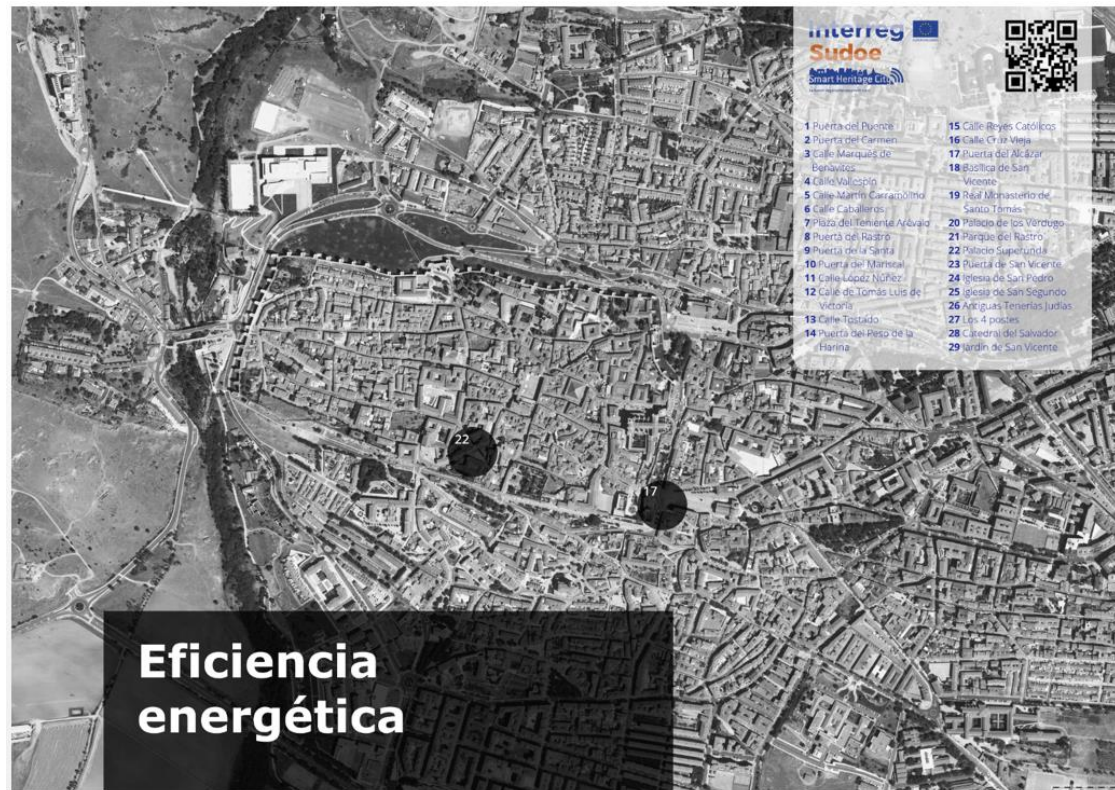 Interreg
Sudoe
Smart Heritage City
1 Puerta del Puente
2 Puerta del Carmen
3 Calle Marqués de
Benavites
4 Calle Vallespín
5 Calle Martín Carramolino
6 Calle Caballeros
7 Plaza del Teniente Arévalo
8 Puerta del Rastro
9 Puerta de la Santa
10 Puerta del Mariscal
11 Calle López Núñez
12 Calle de Tomás Luis de
Victoria
13 Calle Tostado
14 Puerta del Peso de la
Harina
15 Calle Reyes Católicos
16 Calle Cruz Vieja
17 Puerta del Alcázar
18 Basílica de San
Vicente
19 Real Monasterio de
Santo Tomás
20 Palacio de los Verdugo
21 Parque del Rastro
22 Palacio Superunda
23 Puerta de San Vicente
24 Iglesia de San Pedro
25 Iglesia de San Segundo
26 Antiguas Tenerías Judías
27 Los 4 postes
28 Catedral del Salvador
29 Jardín de San Vicente
22
17
Eficiencia
energética